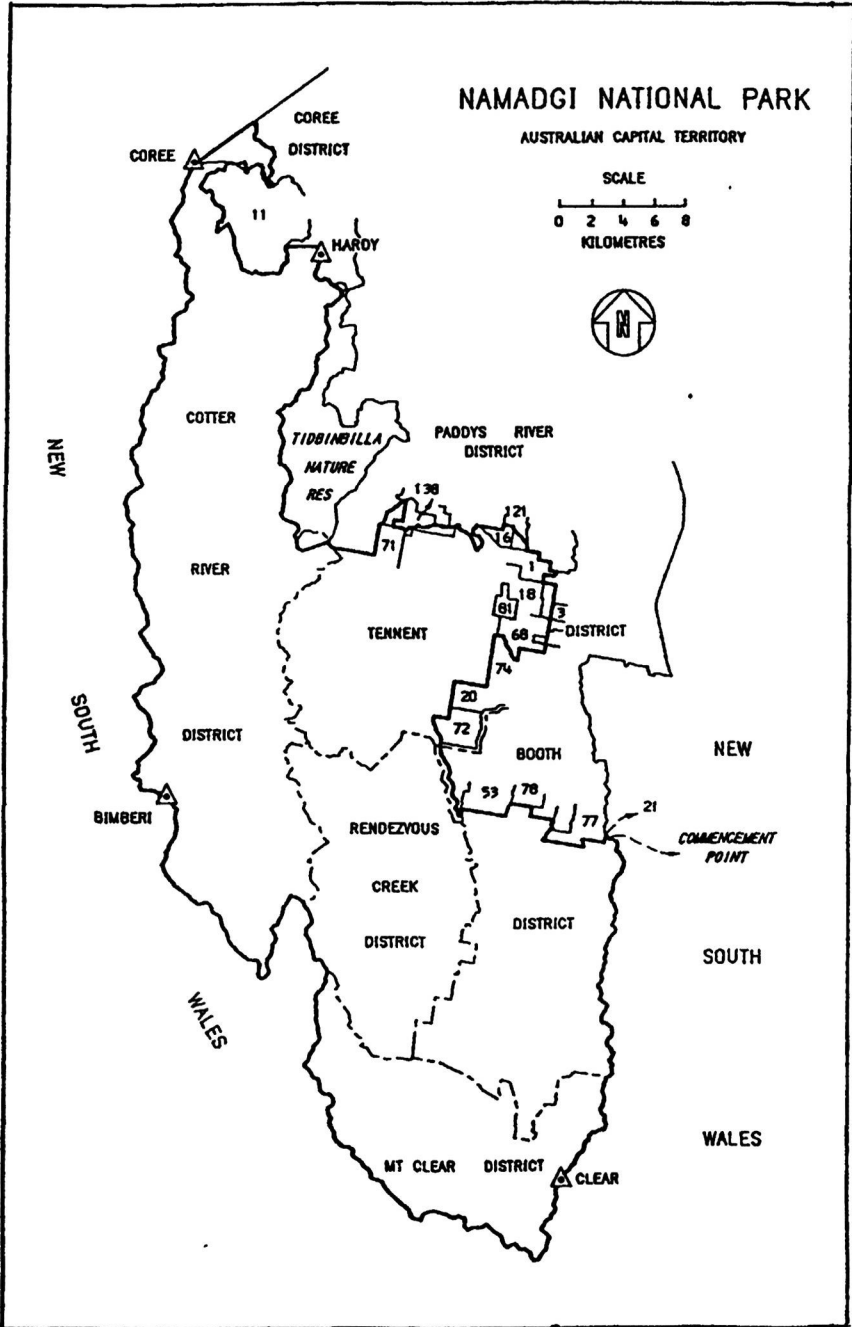 NAMADGI NATIONAL PARK
AUSTRALIAN CAPITAL TERRITORY
SCALE
0 2 4 6 8
KILOMETRES
N
COREE
DISTRICT
COREE
11
HARDY
COTTER
RIVER
DISTRICT
TIDBINBILLA
NATURE
RES
PADDYS RIVER
DISTRICT
NEW
SOUTH
WALES
138
121
16
71
1
18
81
3
68
DISTRICT
TENNENT
74
20
72
BOOTH
NEW
BIMBERI
53
78
77
21
COMMENCEMENT
POINT
RENDEZVOUS
CREEK
DISTRICT
DISTRICT
SOUTH
WALES
MT CLEAR DISTRICT
CLEAR